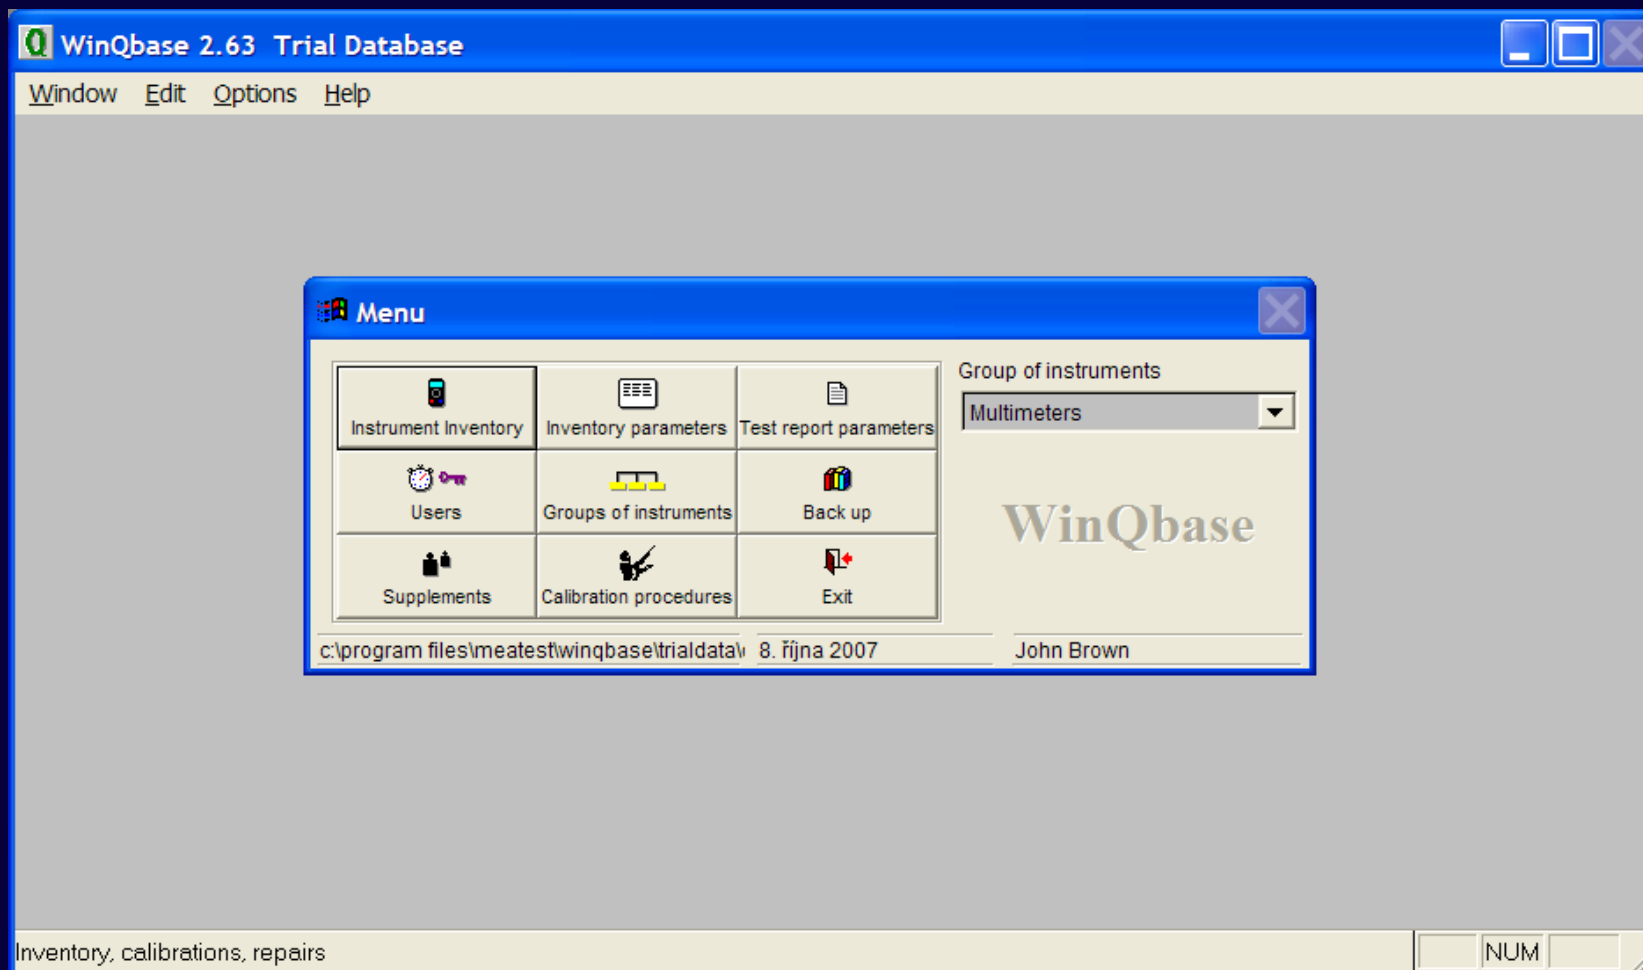 WinQbase 2.63 Trial Database
Window Edit Options Help
Menu
Instrument Inventory Inventory parameters Test report parameters
Users Groups of instruments Back up
Supplements Calibration procedures Exit
Group of instruments
Multimeters
WinQbase
c:\program files\meatest\winqbase\trialdata\ 8. října 2007 John Brown
Inventory, calibrations, repairs NUM